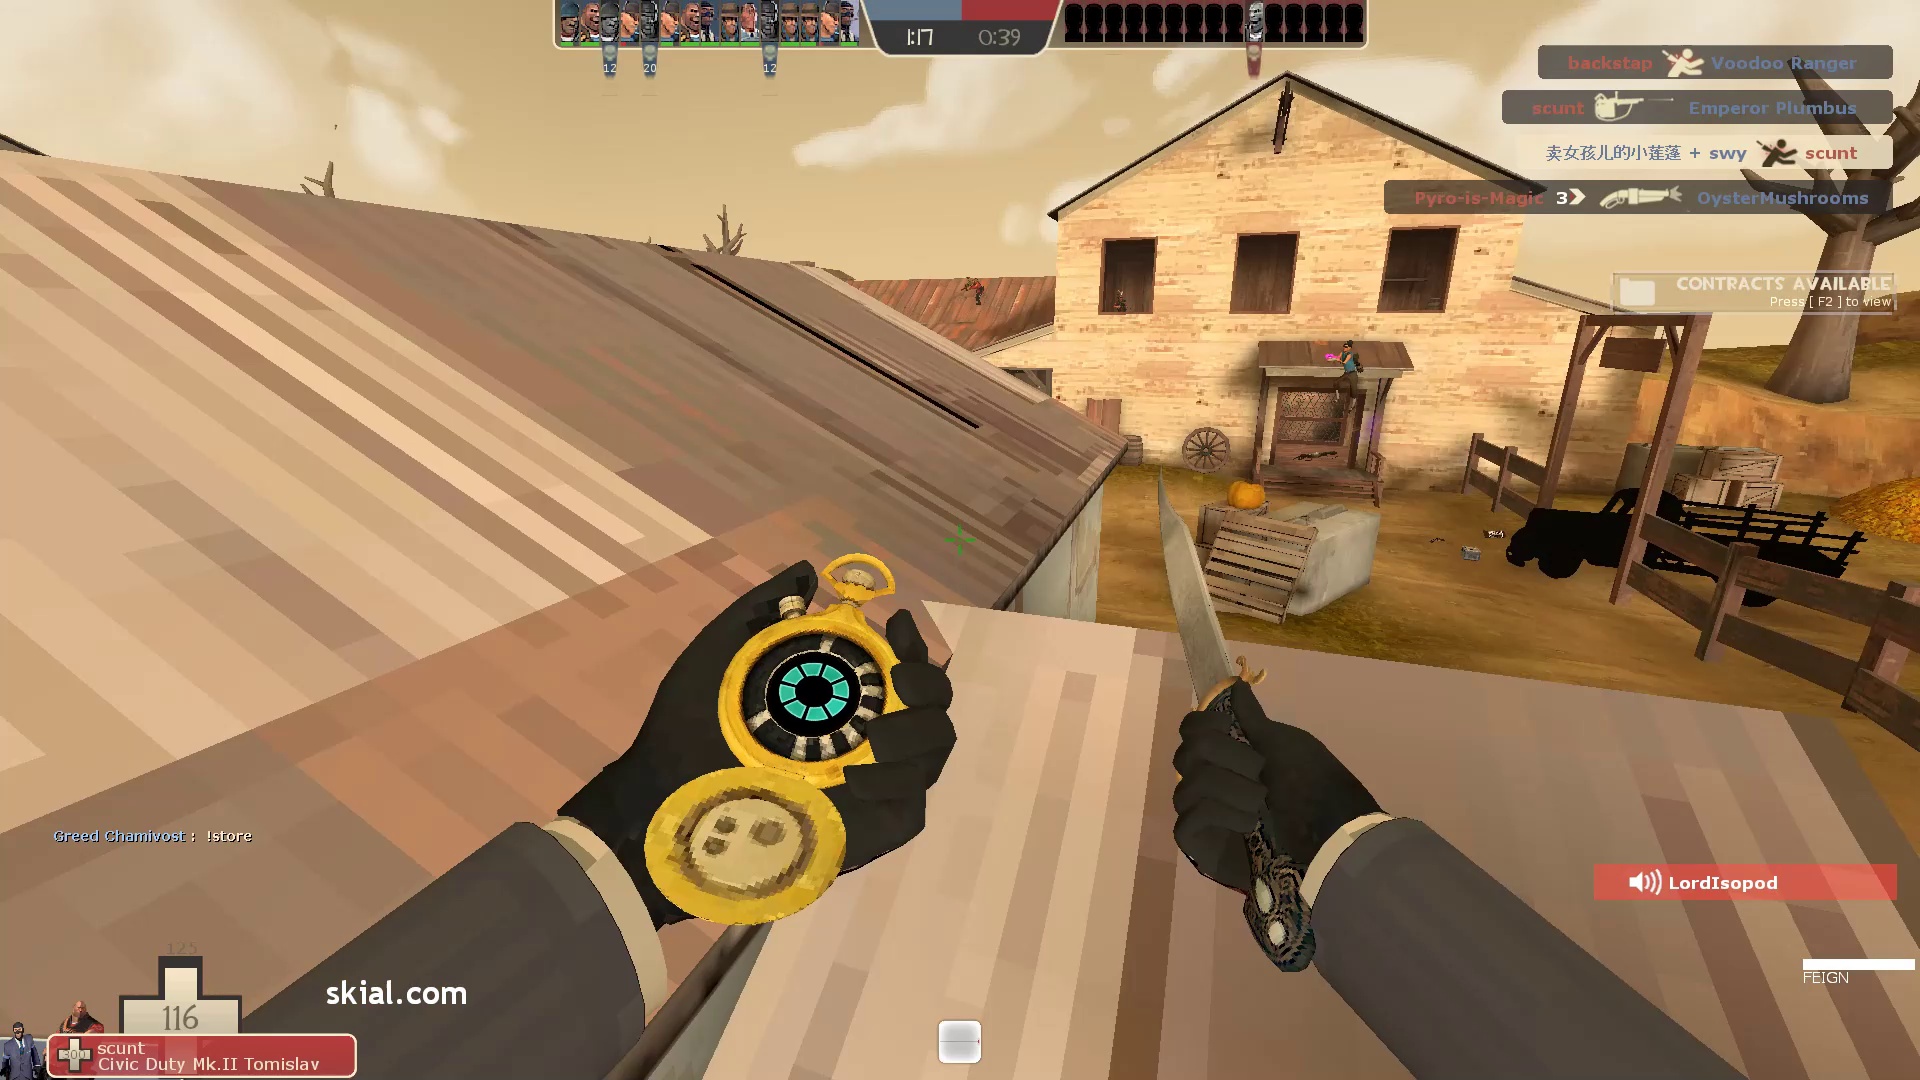 1:17
0:39
12
20
12
backstap Voodoo Ranger
scunt Emperor Plumbus
卖女孩儿的小莲蓬 + swy scunt
Pyro-is-Magic 3 OysterMushrooms
CONTRACTS AVAILABLE
Press [ F2 ] to view
Greed Chamivost : !store
LordIsopod
FEIGN
125
skial.com
116
300
scunt
Civic Duty Mk.II Tomislav